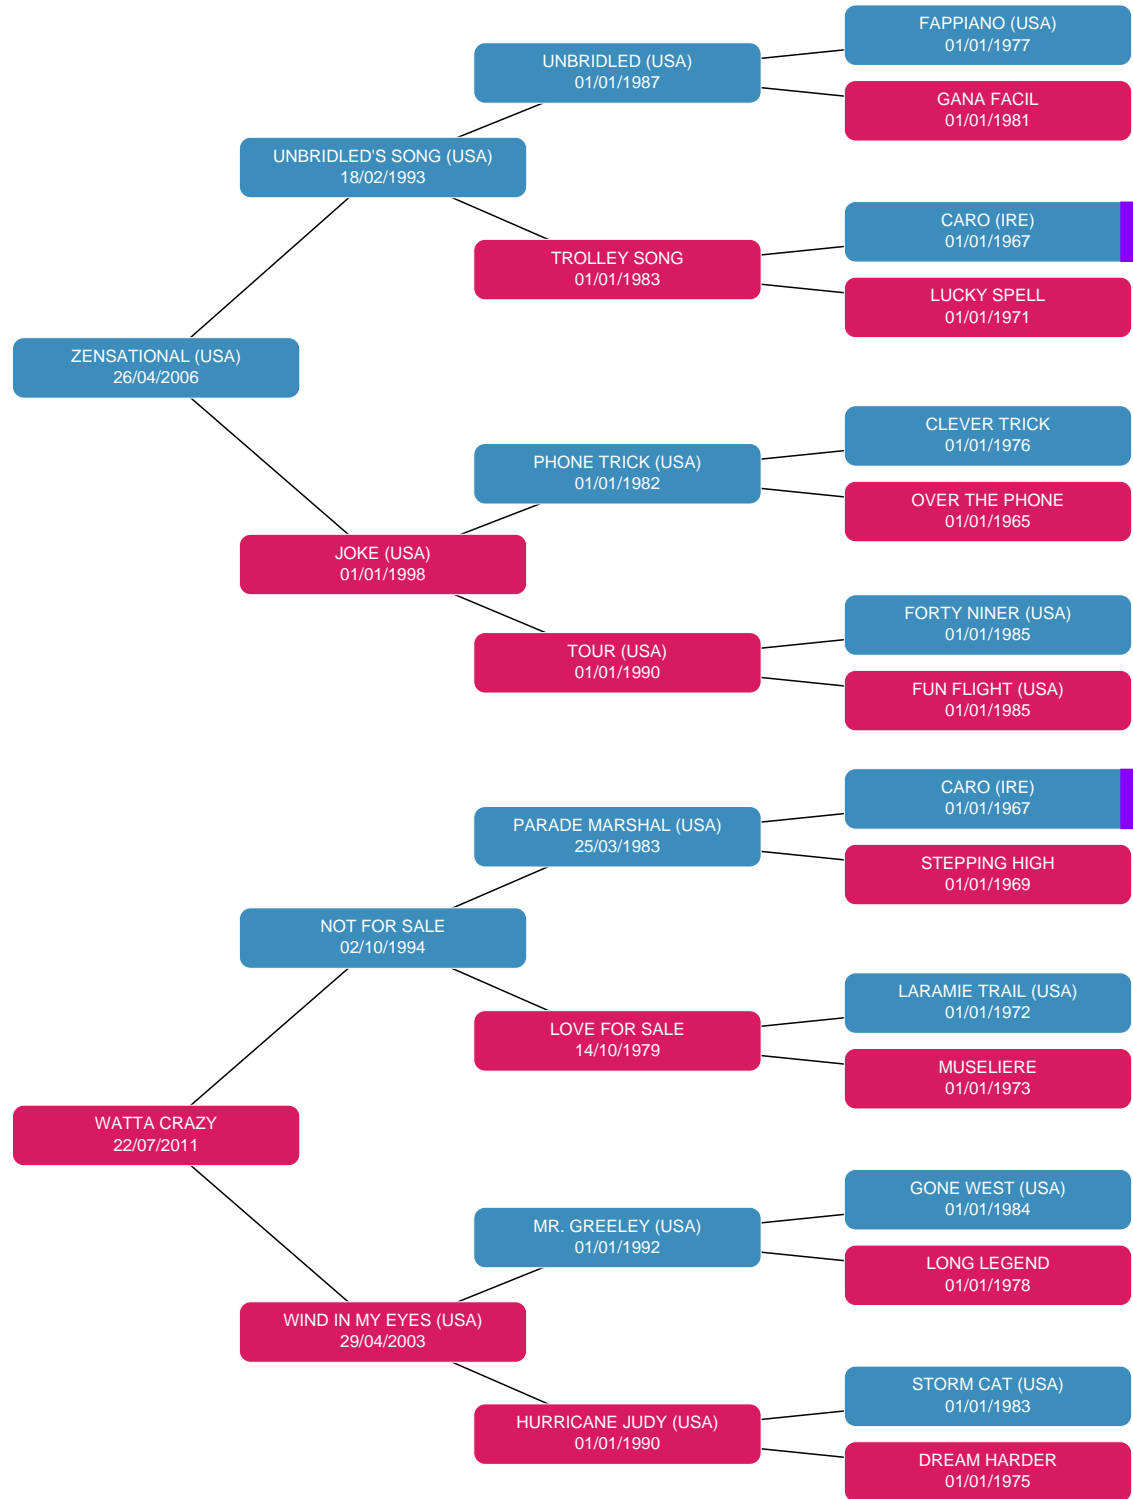 FAPPIANO (USA)
01/01/1977
UNBRIDLED (USA)
01/01/1987
GANA FACIL
01/01/1981
UNBRIDLED'S SONG (USA)
18/02/1993
CARO (IRE)
01/01/1967
TROLLEY SONG
01/01/1983
LUCKY SPELL
01/01/1971
ZENSATIONAL (USA)
26/04/2006
CLEVER TRICK
01/01/1976
PHONE TRICK (USA)
01/01/1982
OVER THE PHONE
01/01/1965
JOKE (USA)
01/01/1998
FORTY NINER (USA)
01/01/1985
TOUR (USA)
01/01/1990
FUN FLIGHT (USA)
01/01/1985
CARO (IRE)
01/01/1967
PARADE MARSHAL (USA)
25/03/1983
STEPPING HIGH
01/01/1969
NOT FOR SALE
02/10/1994
LARAMIE TRAIL (USA)
01/01/1972
LOVE FOR SALE
14/10/1979
MUSELIERE
01/01/1973
WATTA CRAZY
22/07/2011
GONE WEST (USA)
01/01/1984
MR. GREELEY (USA)
01/01/1992
LONG LEGEND
01/01/1978
WIND IN MY EYES (USA)
29/04/2003
STORM CAT (USA)
01/01/1983
HURRICANE JUDY (USA)
01/01/1990
DREAM HARDER
01/01/1975